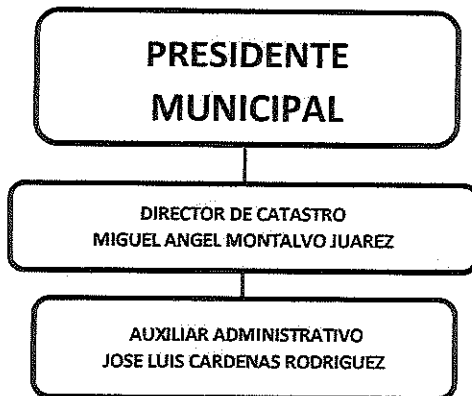 PRESIDENTE
MUNICIPAL
DIRECTOR DE CATASTRO
MIGUEL ANGEL MONTALVO JUAREZ
AUXILIAR ADMINISTRATIVO
JOSE LUIS CARDENAS RODRIGUEZ